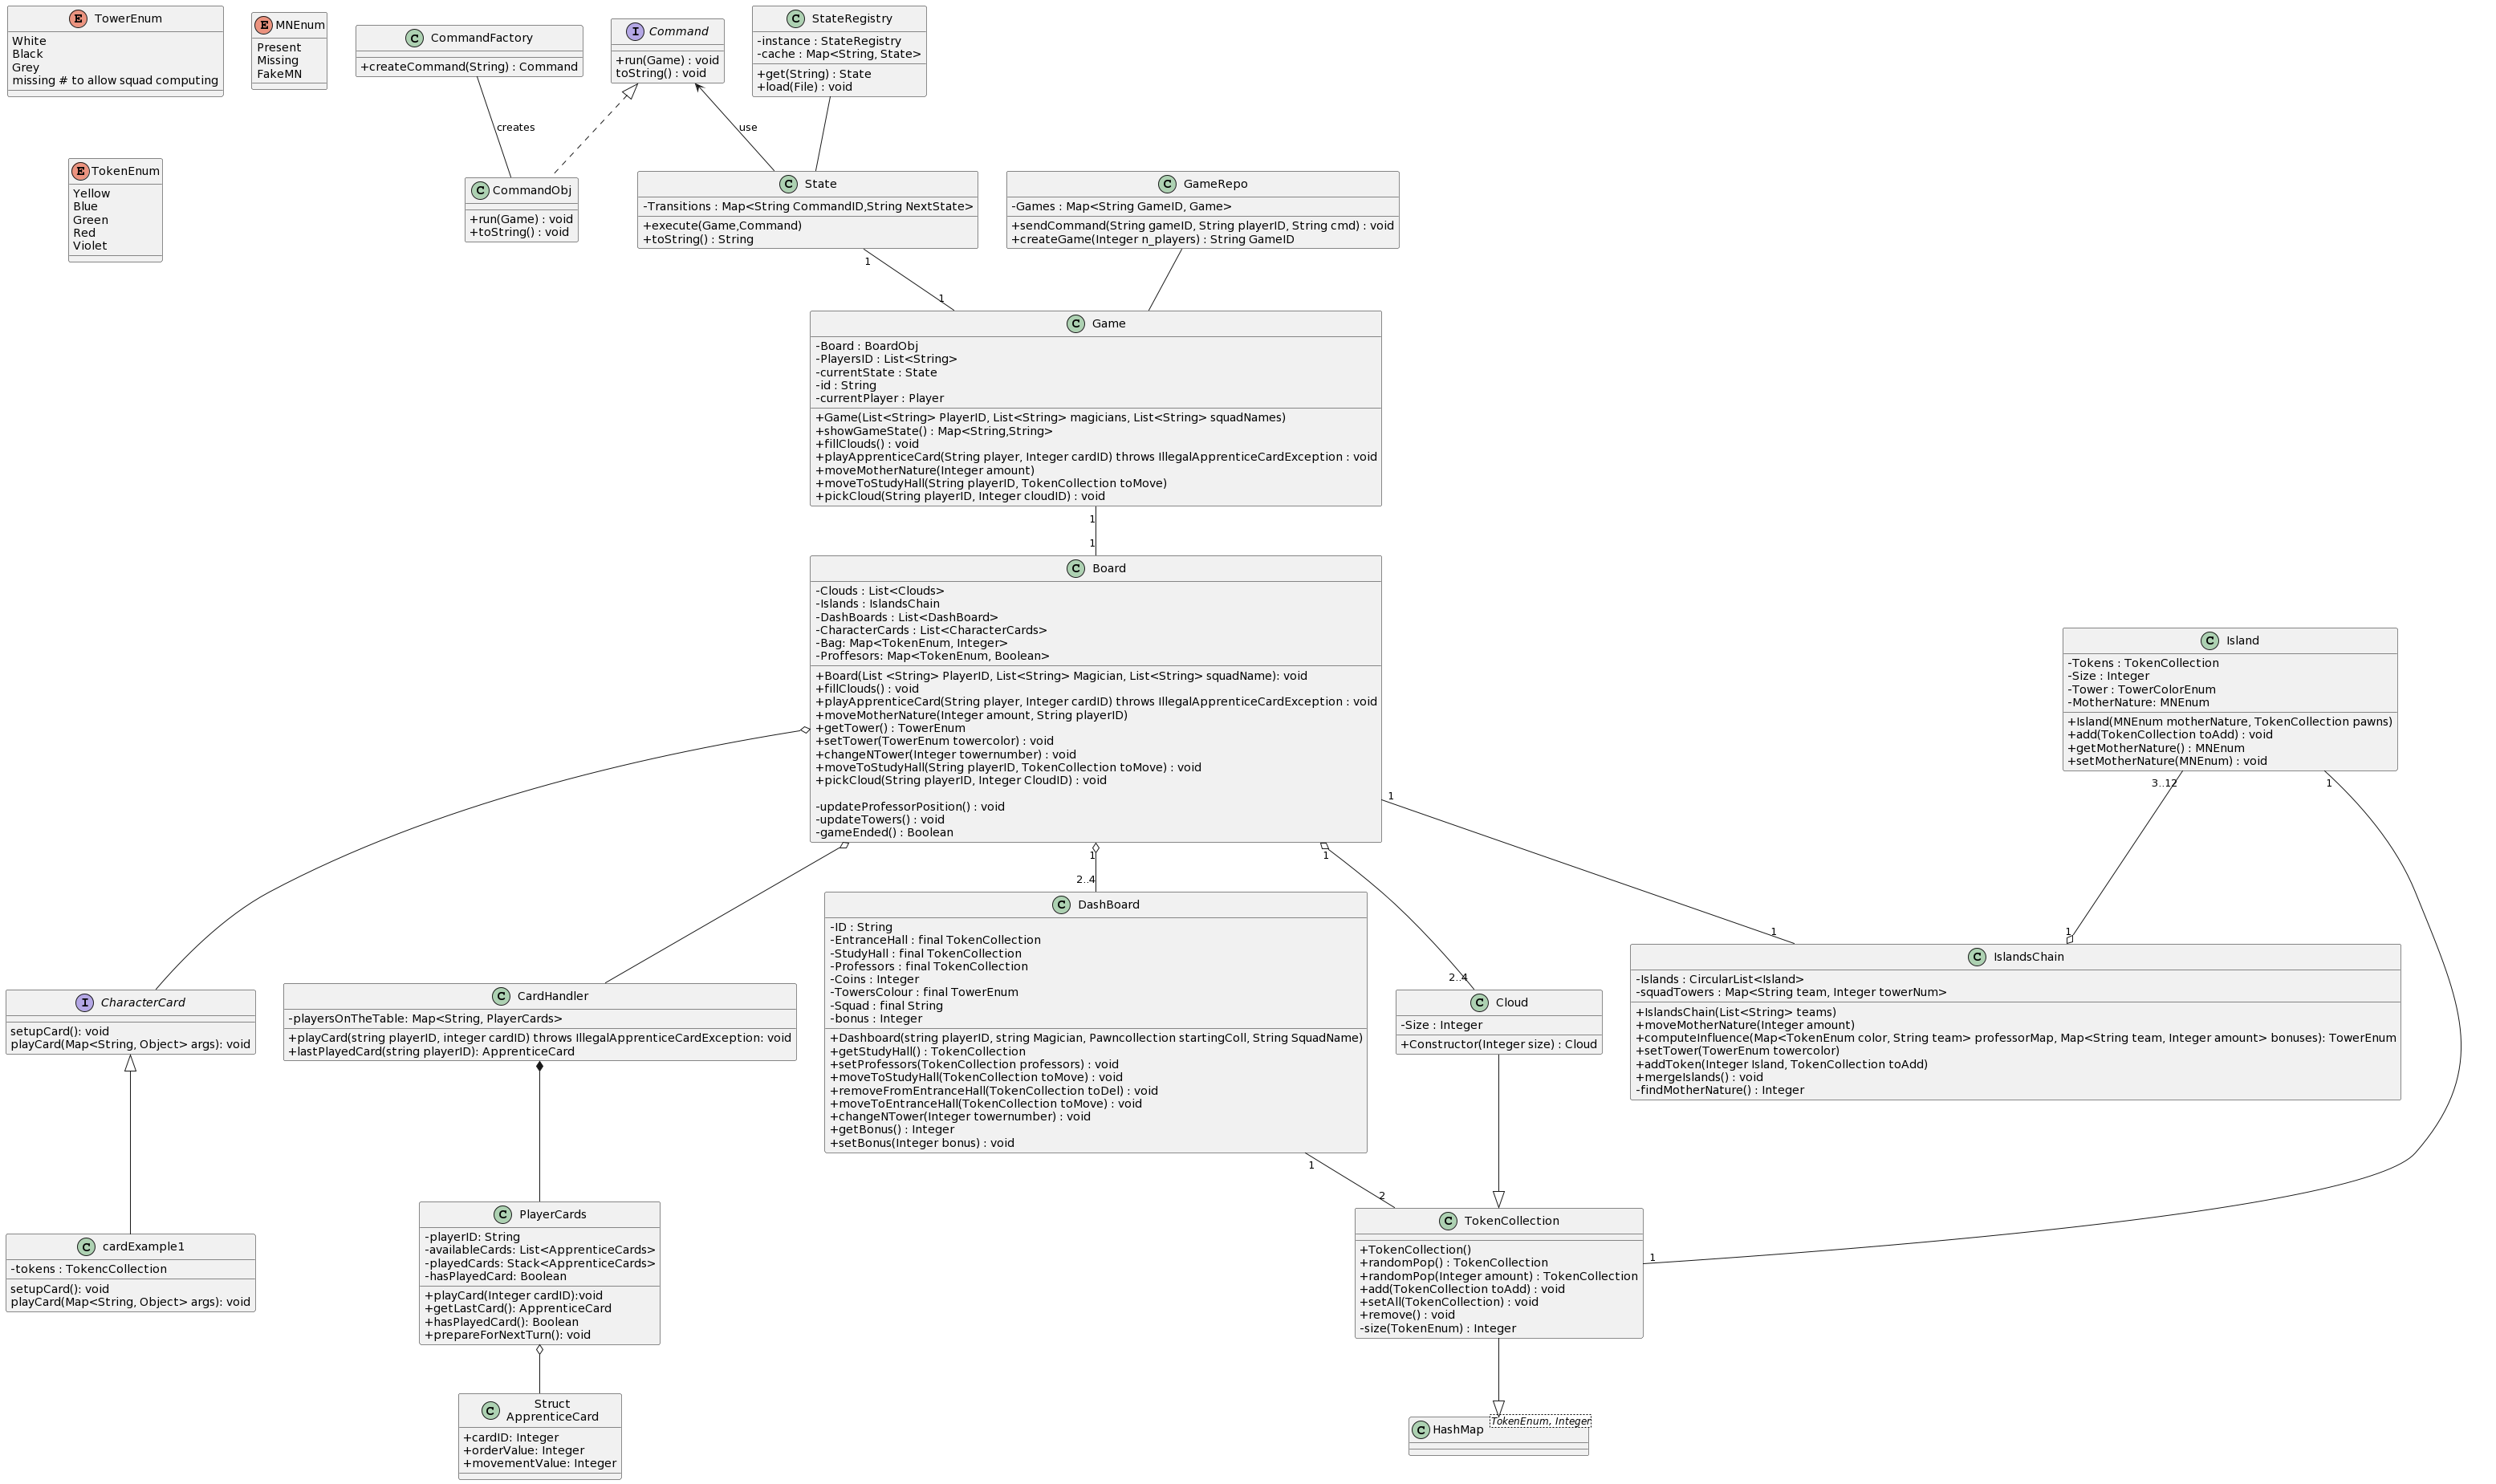 TowerEnum
White
Black
Grey
missing # to allow squad computing
MNEnum
Present
Missing
FakeMN
CommandFactory
+createCommand(String) : Command
Command
+run(Game) : void
toString() : void
StateRegistry
-instance : StateRegistry
-cache : Map<String, State>
+get(String) : State
+load(File) : void
creates
use
TokenEnum
Yellow
Blue
Green
Red
Violet
CommandObj
+run(Game) : void
+toString() : void
State
-Transitions : Map<String CommandID,String NextState>
+execute(Game,Command)
+toString() : String
GameRepo
-Games : Map<String GameID, Game>
+sendCommand(String gameID, String playerID, String cmd) : void
+createGame(Integer n_players) : String GameID
1
1
Game
-Board : BoardObj
-PlayersID : List<String>
-currentState : State
-id : String
-currentPlayer : Player
+Game(List<String> PlayerID, List<String> magicians, List<String> squadNames)
+showGameState() : Map<String,String>
+fillClouds() : void
+playApprenticeCard(String player, Integer cardID) throws IllegalApprenticeCardException : void
+moveMotherNature(Integer amount)
+moveToStudyHall(String playerID, TokenCollection toMove)
+pickCloud(String playerID, Integer cloudID) : void
1
1
Board
-Clouds : List<Clouds>
-Islands : IslandsChain
-DashBoards : List<DashBoard>
-CharacterCards : List<CharacterCards>
-Bag: Map<TokenEnum, Integer>
-Proffesors: Map<TokenEnum, Boolean>
+Board(List <String> PlayerID, List<String> Magician, List<String> squadName): void
+fillClouds() : void
+playApprenticeCard(String player, Integer cardID) throws IllegalApprenticeCardException : void
+moveMotherNature(Integer amount, String playerID)
+getTower() : TowerEnum
+setTower(TowerEnum towercolor) : void
+changeNTower(Integer towernumber) : void
+moveToStudyHall(String playerID, TokenCollection toMove) : void
+pickCloud(String playerID, Integer CloudID) : void
-updateProfessorPosition() : void
-updateTowers() : void
-gameEnded() : Boolean
Island
-Tokens : TokenCollection
-Size : Integer
-Tower : TowerColorEnum
-MotherNature: MNEnum
+Island(MNEnum motherNature, TokenCollection pawns)
+add(TokenCollection toAdd) : void
+getMotherNature() : MNEnum
+setMotherNature(MNEnum) : void
3..12
1
1
1
1
2..4
2..4
1
1
CharacterCard
setupCard(): void
playCard(Map<String, Object> args): void
CardHandler
-playersOnTheTable: Map<String, PlayerCards>
+playCard(string playerID, integer cardID) throws IllegalApprenticeCardException: void
+lastPlayedCard(string playerID): ApprenticeCard
DashBoard
-ID : String
-EntranceHall : final TokenCollection
-StudyHall : final TokenCollection
-Professors : final TokenCollection
-Coins : Integer
-TowersColour : final TowerEnum
-Squad : final String
-bonus : Integer
+Dashboard(string playerID, string Magician, Pawncollection startingColl, String SquadName)
+getStudyHall() : TokenCollection
+setProfessors(TokenCollection professors) : void
+moveToStudyHall(TokenCollection toMove) : void
+removeFromEntranceHall(TokenCollection toDel) : void
+moveToEntranceHall(TokenCollection toMove) : void
+changeNTower(Integer towernumber) : void
+getBonus() : Integer
+setBonus(Integer bonus) : void
Cloud
-Size : Integer
+Constructor(Integer size) : Cloud
IslandsChain
-Islands : CircularList<Island>
-squadTowers : Map<String team, Integer towerNum>
+IslandsChain(List<String> teams)
+moveMotherNature(Integer amount)
+computeInfluence(Map<TokenEnum color, String team> professorMap, Map<String team, Integer amount> bonuses): TowerEnum
+setTower(TowerEnum towercolor)
+addToken(Integer Island, TokenCollection toAdd)
+mergeIslands() : void
-findMotherNature() : Integer
1
2
1
cardExample1
-tokens : TokencCollection
setupCard(): void
playCard(Map<String, Object> args): void
PlayerCards
-playerID: String
-availableCards: List<ApprenticeCards>
-playedCards: Stack<ApprenticeCards>
-hasPlayedCard: Boolean
+playCard(Integer cardID):void
+getLastCard(): ApprenticeCard
+hasPlayedCard(): Boolean
+prepareForNextTurn(): void
TokenCollection
+TokenCollection()
+randomPop() : TokenCollection
+randomPop(Integer amount) : TokenCollection
+add(TokenCollection toAdd) : void
+setAll(TokenCollection) : void
+remove() : void
-size(TokenEnum) : Integer
Struct
ApprenticeCard
+cardID: Integer
+orderValue: Integer
+movementValue: Integer
HashMap
TokenEnum, Integer